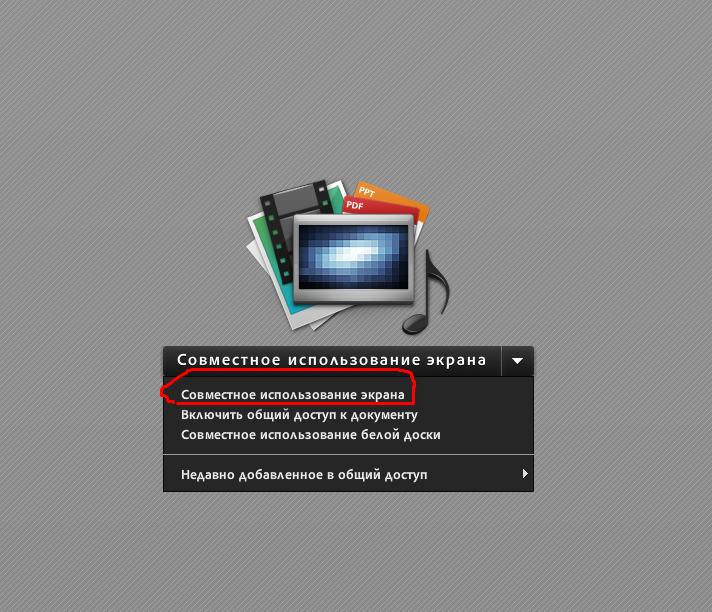 PPT
PDF
Совместное использование экрана
Совместное использование экрана
Включить общий доступ к документу
Совместное использование белой доски
Недавно добавленное в общий доступ